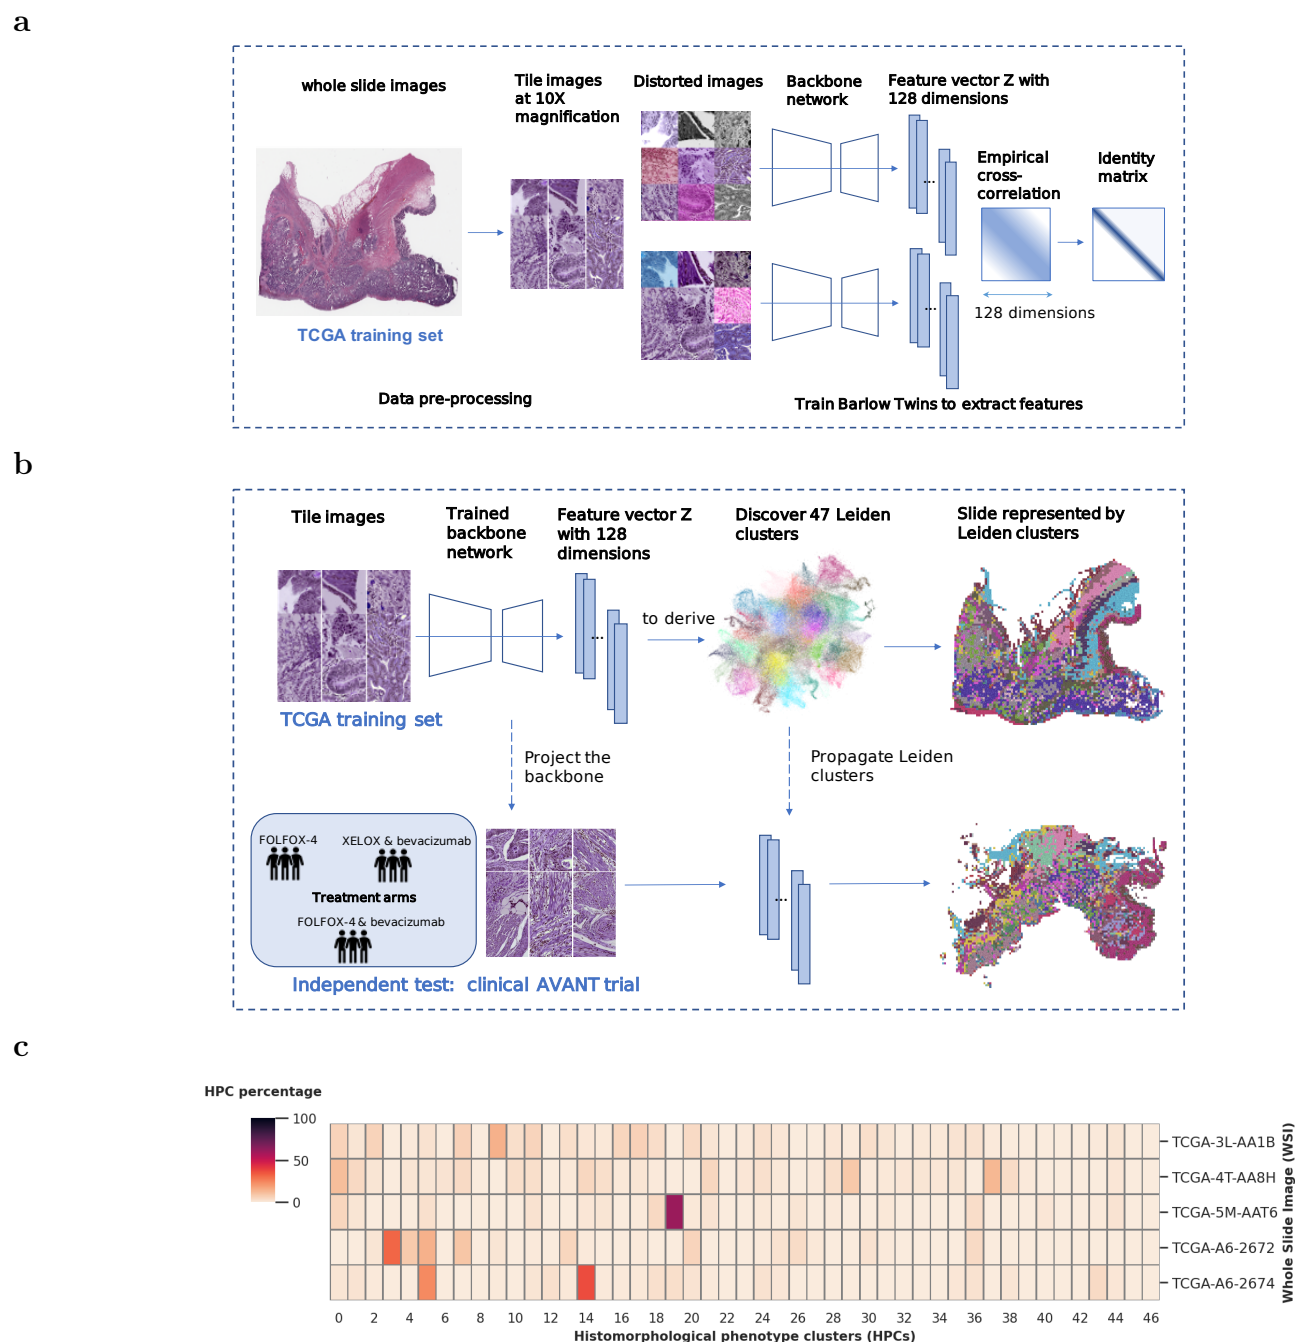 a
whole slide images
Tile images
at 10X
magnification
Distorted images
Backbone
network
Feature vector Z with
128 dimensions
Empirical
cross-
correlation
Identity
matrix
...
...
128 dimensions
TCGA training set
Data pre-processing
Train Barlow Twins to extract features
b
Tile images
Trained
backbone
network
Feature vector Z
with 128
dimensions
Discover 47 Leiden
clusters
Slide represented by
Leiden clusters
...
to derive
TCGA training set
Project the
backbone
Propagate Leiden
clusters
FOLFOX-4
XELOX & bevacizumab
Treatment arms
FOLFOX-4 & bevacizumab
...
Independent test: clinical AVANT trial
c
HPC percentage
100
50
0
TCGA-3L-AA1B
TCGA-4T-AA8H
TCGA-5M-AAT6
TCGA-A6-2672
TCGA-A6-2674
Whole Slide Image (WSI)
0 2 4 6 8 10 12 14 16 18 20 22 24 26 28 30 32 34 36 38 40 42 44 46
Histomorphological phenotype clusters (HPCs)